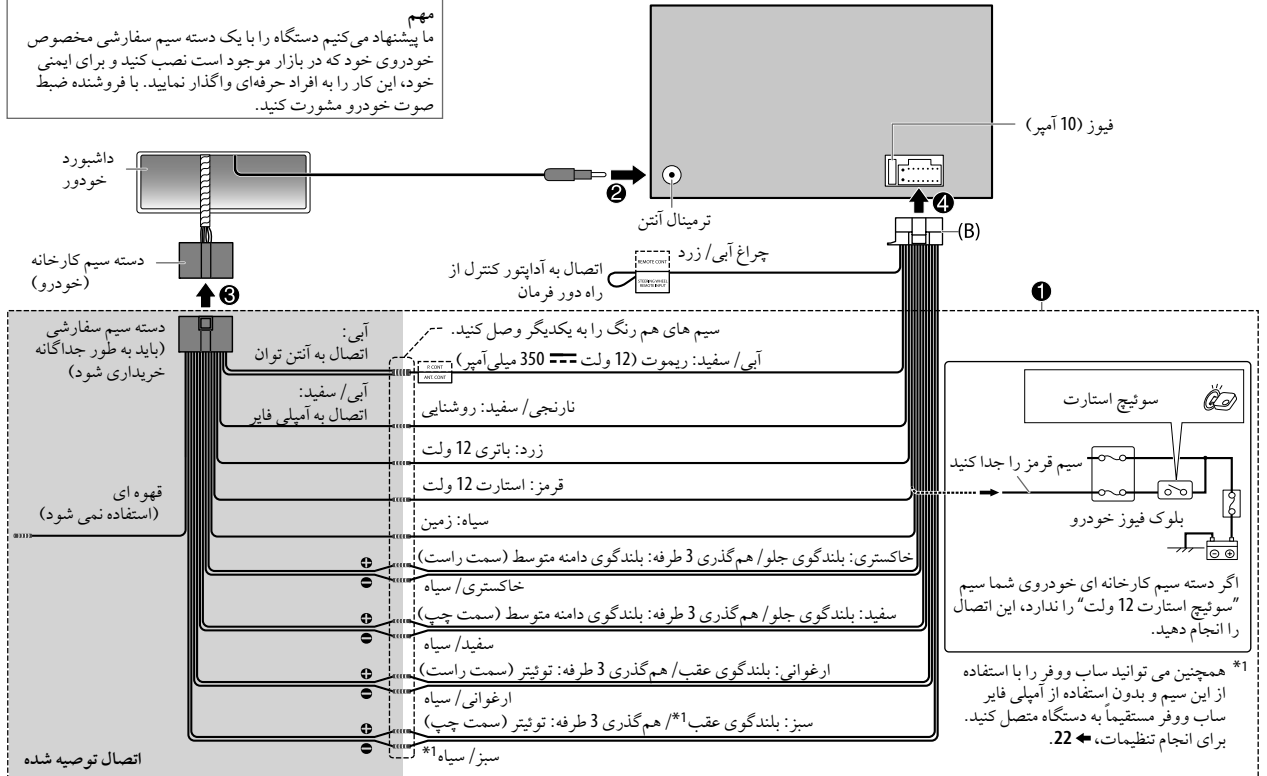 مهم
ما پیشنهاد می‌کنیم دستگاه را با یک دسته سیم سفارشی مخصوص
خودروی خود که در بازار موجود است نصب کنید و برای ایمنی
خود، این کار را به افراد حرفه‌ای واگذار نمایید. با فروشنده ضبط
صوت خودرو مشورت کنید.
فیوز (10 آمپر)
داشبورد
خودور
2
ترمینال آنتن
4
(B)
دسته سیم کارخانه
(خودرو)
چراغ آبی/ زرد
REMOTE CONT
STEERING WHEEL
REMOTE INPUT
اتصال به آداپتور کنترل از
راه دور فرمان
3
1
دسته سیم سفارشی
(باید به طور جداگانه
خریداری شود)
آبی:
اتصال به آنتن توان
سیم های هم رنگ را به یکدیگر وصل کنید.
آبی/ سفید: ریموت (12 ولت ⎓ 350 میلی‌آمپر)
P. CONT
ANT. CONT
آبی/ سفید:
اتصال به آمپلی فایر
نارنجی/ سفید: روشنایی
زرد: باتری 12 ولت
قرمز: استارت 12 ولت
قهوه ای
(استفاده نمی شود)
سیاه: زمین
خاکستری: بلندگوی جلو/ هم‌گذری 3 طرفه: بلندگوی دامنه متوسط (سمت راست)
خاکستری/ سیاه
سفید: بلندگوی جلو/ هم‌گذری 3 طرفه: بلندگوی دامنه متوسط (سمت چپ)
سفید/ سیاه
ارغوانی: بلندگوی عقب/ هم‌گذری 3 طرفه: توئیتر (سمت راست)
ارغوانی/ سیاه
سبز: بلندگوی عقب*1/ هم‌گذری 3 طرفه: توئیتر (سمت چپ)
سبز/ سیاه*1
اتصال توصیه شده
سوئیچ استارت
سیم قرمز را جدا کنید
بلوک فیوز خودرو
اگر دسته سیم کارخانه ای خودروی شما سیم
"سوئیچ استارت 12 ولت" را ندارد، این اتصال
را انجام دهید.
*1 همچنین می توانید ساب ووفر را با استفاده
از این سیم و بدون استفاده از آمپلی فایر
ساب ووفر مستقیماً به دستگاه متصل کنید.
برای انجام تنظیمات، ➜ 22.